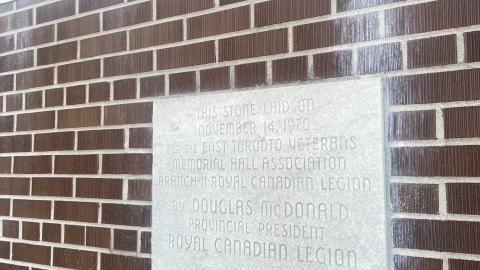 THIS STONE LAID ON
NOVEMBER 14, 1970
FOR THE EAST TORONTO VETERANS
MEMORIAL HALL ASSOCIATION
BRANCH 11 ROYAL CANADIAN LEGION
BY DOUGLAS McDONALD
PROVINCIAL PRESIDENT
ROYAL CANADIAN LEGION